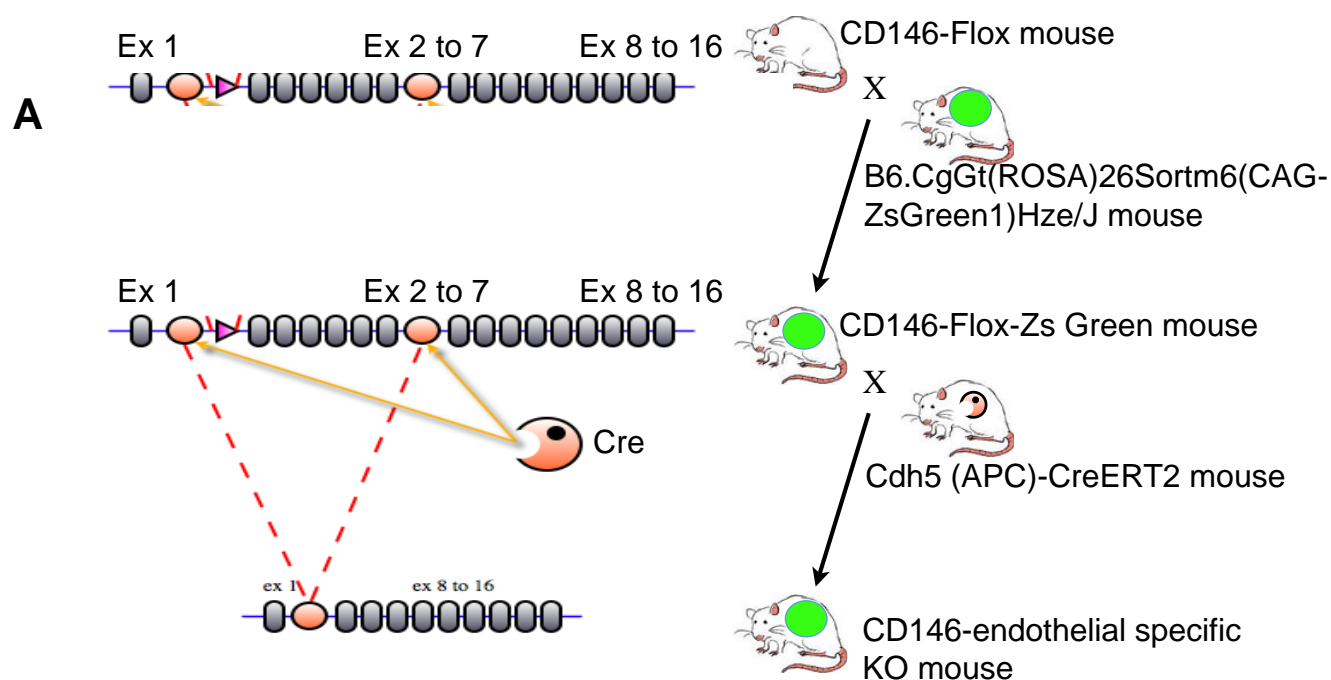 Ex 1 Ex 2 to 7 Ex 8 to 16
CD146-Flox mouse
A
X
B6.CgGt(ROSA)26Sortm6(CAG-
ZsGreen1)Hze/J mouse
Ex 1 Ex 2 to 7 Ex 8 to 16
CD146-Flox-Zs Green mouse
X
Cre
Cdh5 (APC)-CreERT2 mouse
ex 1 ex 8 to 16
CD146-endothelial specific
KO mouse